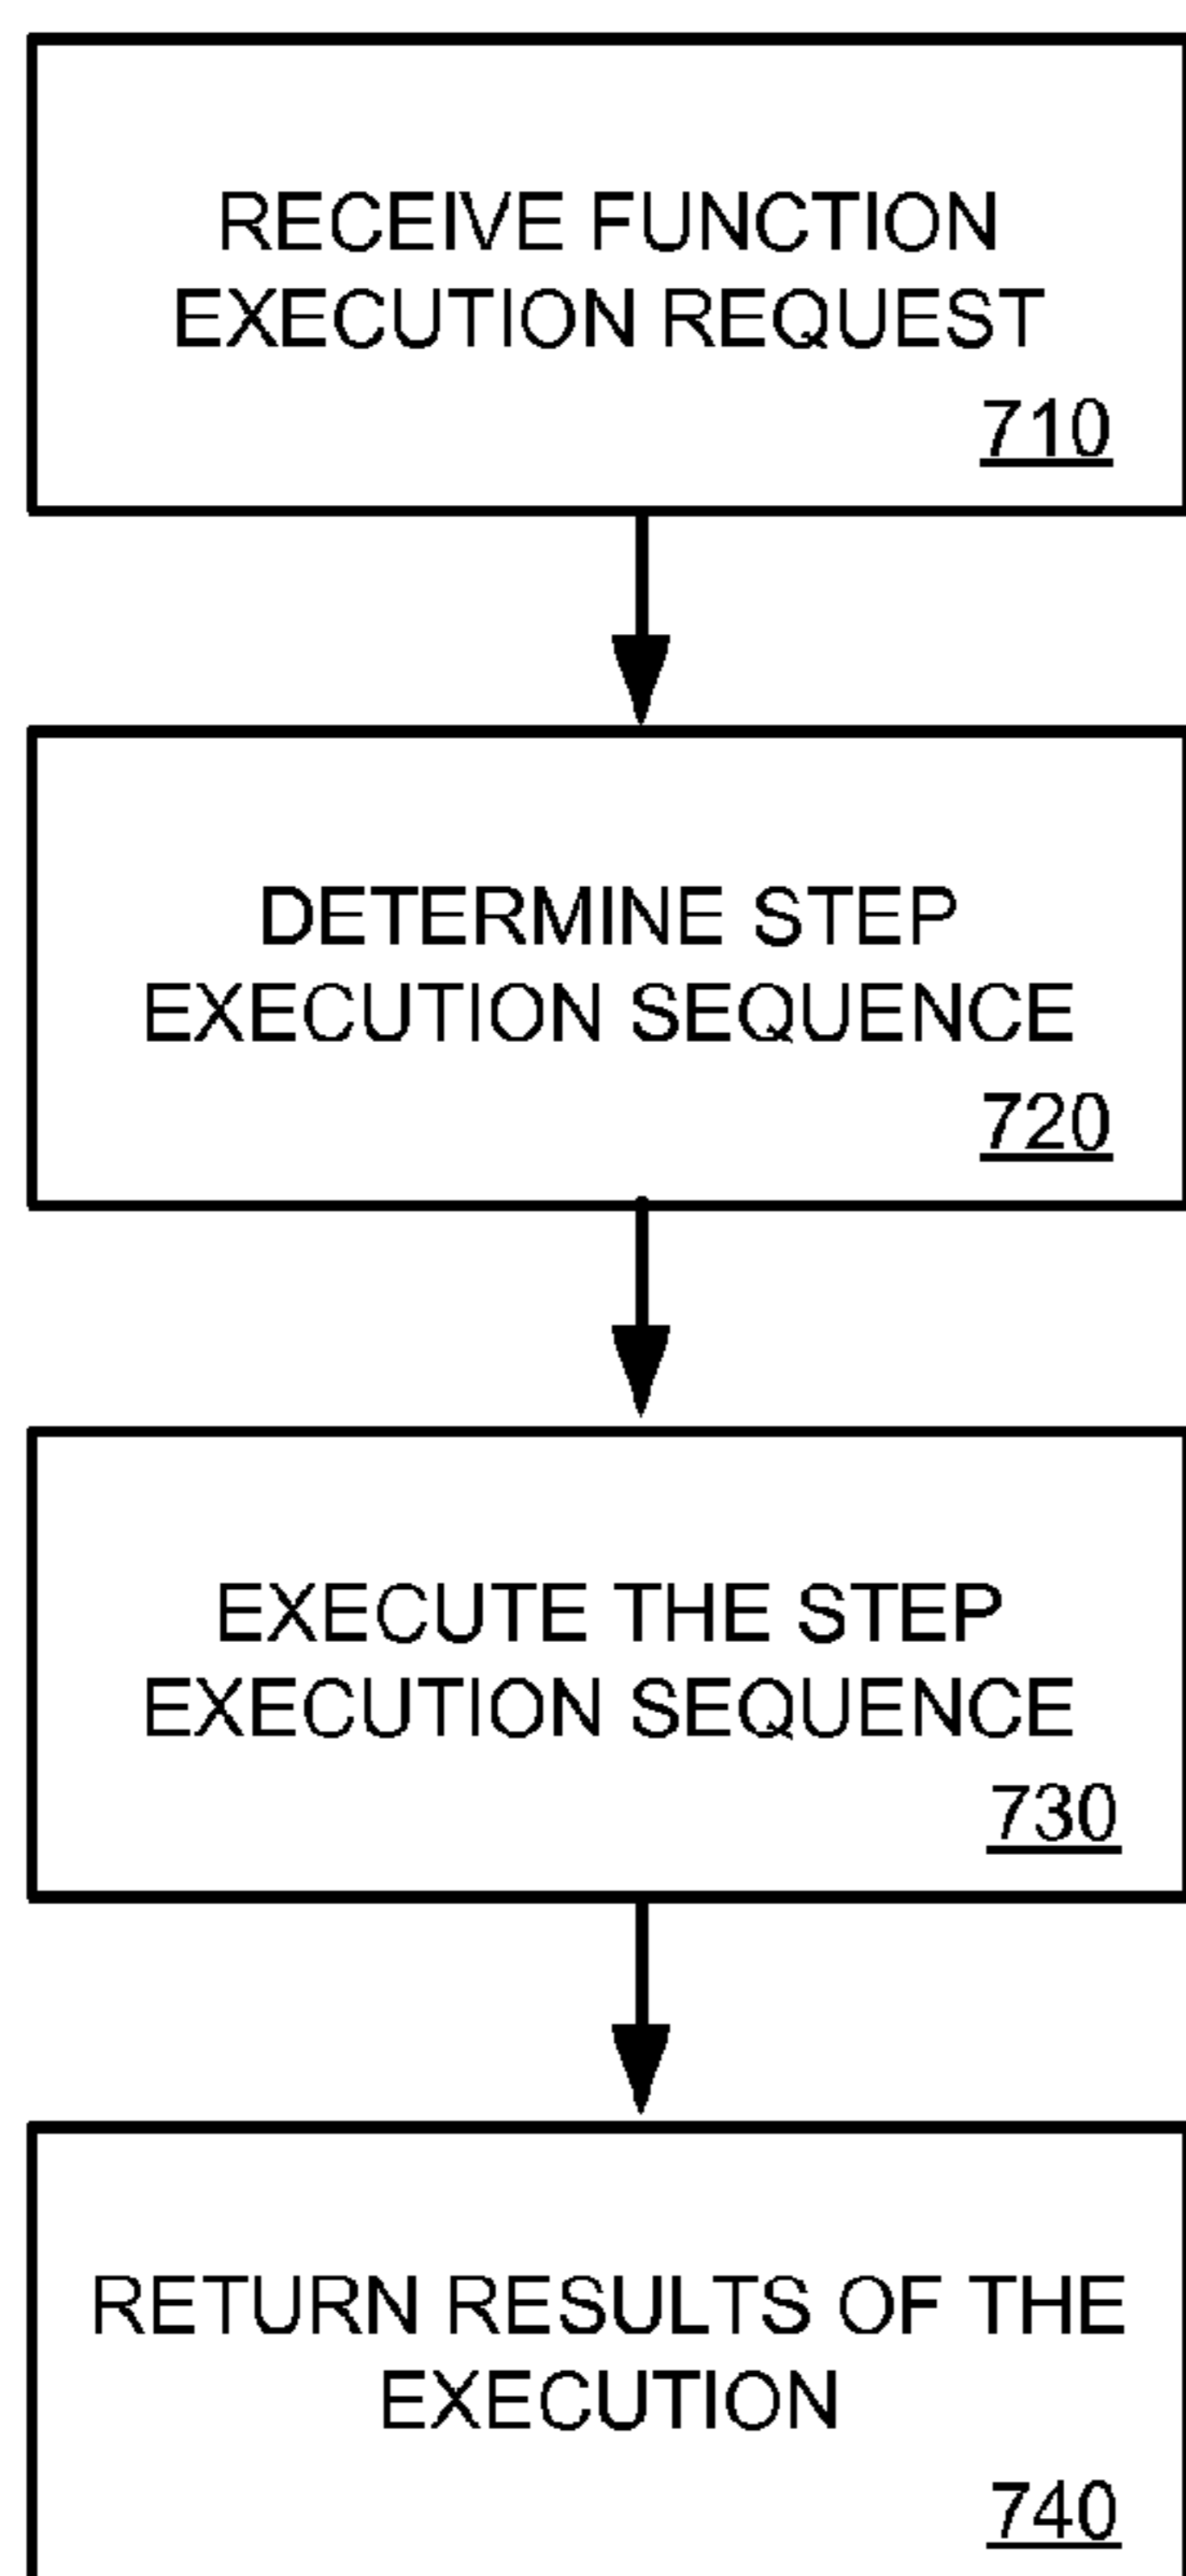 RECEIVE FUNCTION
EXECUTION REQUEST
710
DETERMINE STEP
EXECUTION SEQUENCE
720
EXECUTE THE STEP
EXECUTION SEQUENCE
730
RETURN RESULTS OF THE
EXECUTION
740